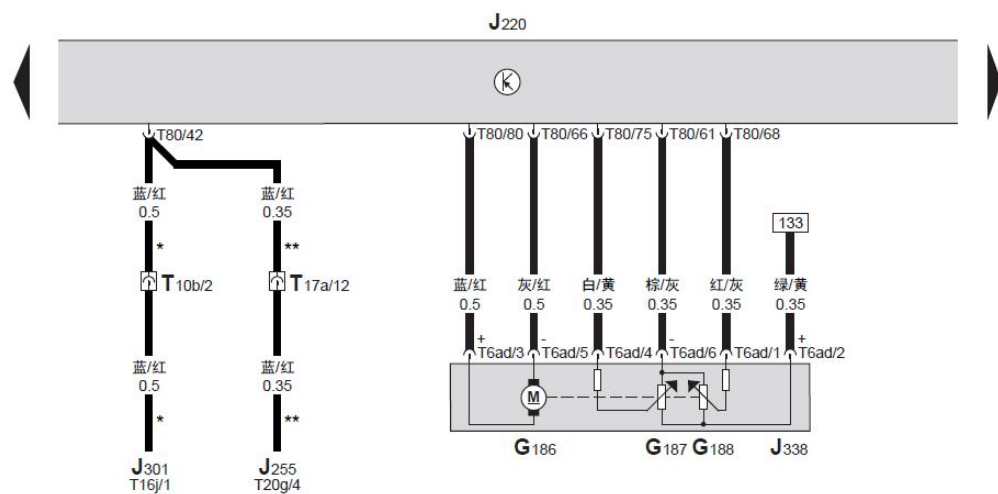 J220
T80/42
T80/80 T80/66 T80/75 T80/61 T80/68
蓝/红 0.5
蓝/红 0.35
133
* **
T10b/2 T17a/12
蓝/红 0.5
灰/红 0.5
白/黄 0.35
棕/灰 0.35
红/灰 0.35
绿/黄 0.35
+ - - +
T6ad/3 T6ad/5 T6ad/4 T6ad/6 T6ad/1 T6ad/2
蓝/红 0.5
蓝/红 0.35
M
* **
G186 G187 G188 J338
J301 J255
T16j/1 T20g/4